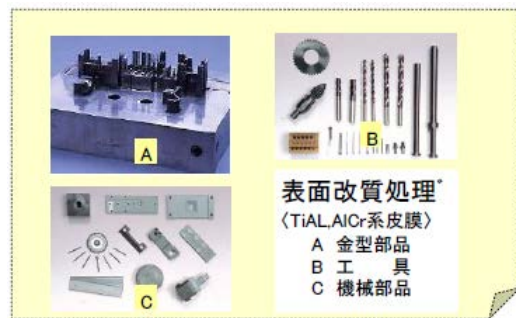 A
B
C
表面改質処理゜
〈TiAL,AlCr系皮膜〉
A 金型部品
B 工　具
C 機械部品